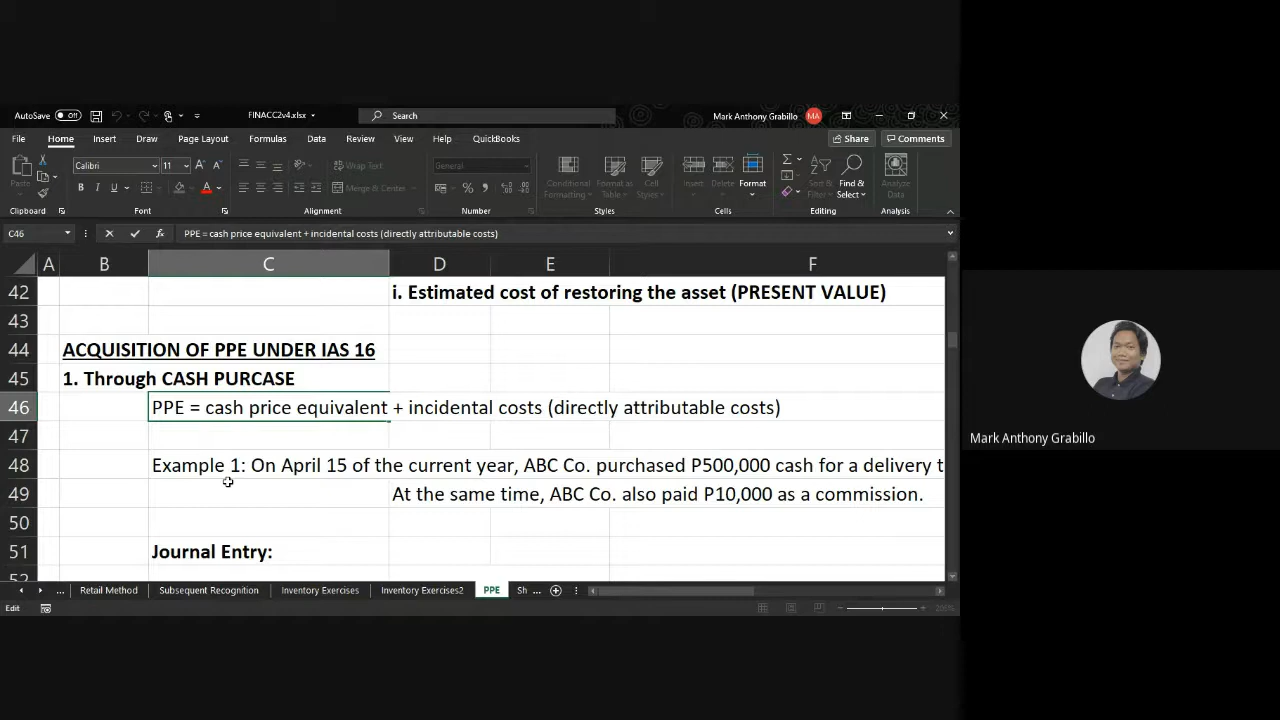 AutoSave Off
FINACC2v4.xlsx
Search
Mark Anthony Grabillo MA
File Home Insert Draw Page Layout Formulas Data Review View Help QuickBooks Share Comments
Calibri 11
Wrap Text
General
Paste
B I U
Merge & Center
Conditional Formatting
Format as Table
Cell Styles
Insert Delete Format
Sort & Filter
Find & Select
Analyze Data
Clipboard Font Alignment Number Styles Cells Editing Analysis
C46 fx PPE = cash price equivalent + incidental costs (directly attributable costs)
A B C D E F
42 i. Estimated cost of restoring the asset (PRESENT VALUE)
43
44 ACQUISITION OF PPE UNDER IAS 16
45 1. Through CASH PURCASE
46 PPE = cash price equivalent + incidental costs (directly attributable costs)
47
48 Example 1: On April 15 of the current year, ABC Co. purchased P500,000 cash for a delivery t
49 At the same time, ABC Co. also paid P10,000 as a commission.
50
51 Journal Entry:
52
... Retail Method Subsequent Recognition Inventory Exercises Inventory Exercises2 PPE Sh ...
Edit
Mark Anthony Grabillo